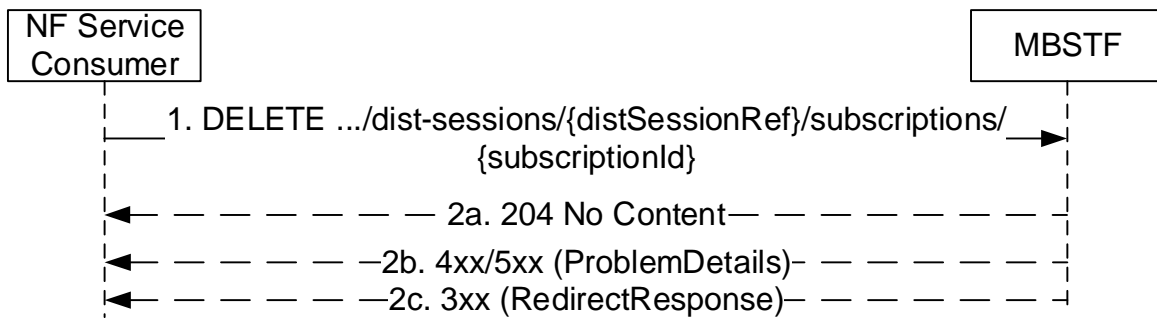 NF Service
Consumer
MBSTF
1. DELETE .../dist-sessions/{distSessionRef}/subscriptions/
{subscriptionId}
2a. 204 No Content
2b. 4xx/5xx (ProblemDetails)
2c. 3xx (RedirectResponse)